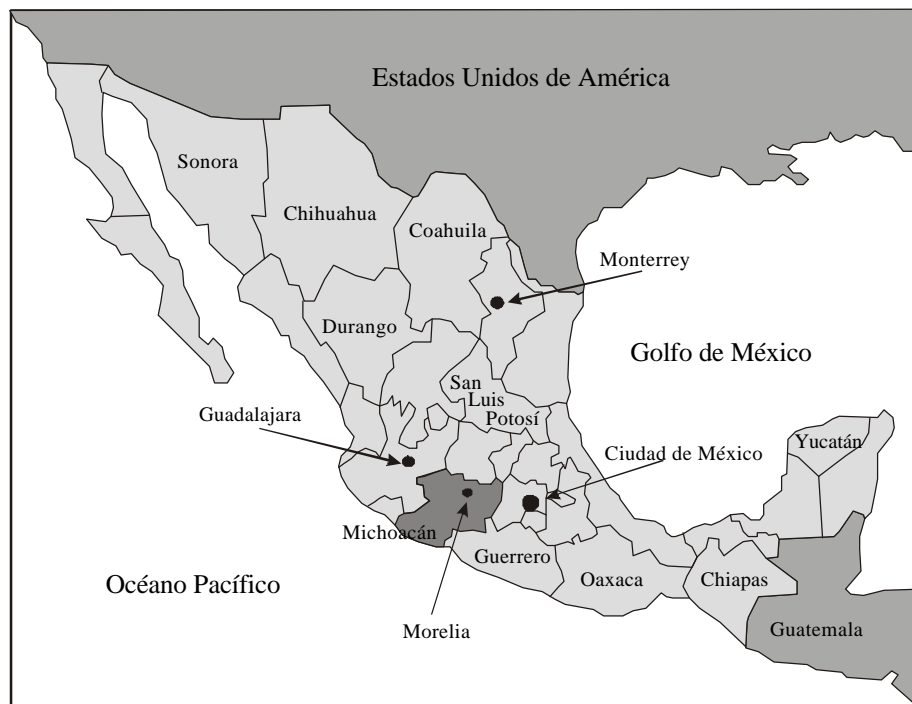 Estados Unidos de América
Sonora
Chihuahua
Coahuila
Monterrey
Durango
Golfo de México
San
Luis
Potosí
Guadalajara
Yucatán
Ciudad de México
Michoacán
Guerrero
Océano Pacífico
Oaxaca
Chiapas
Morelia
Guatemala